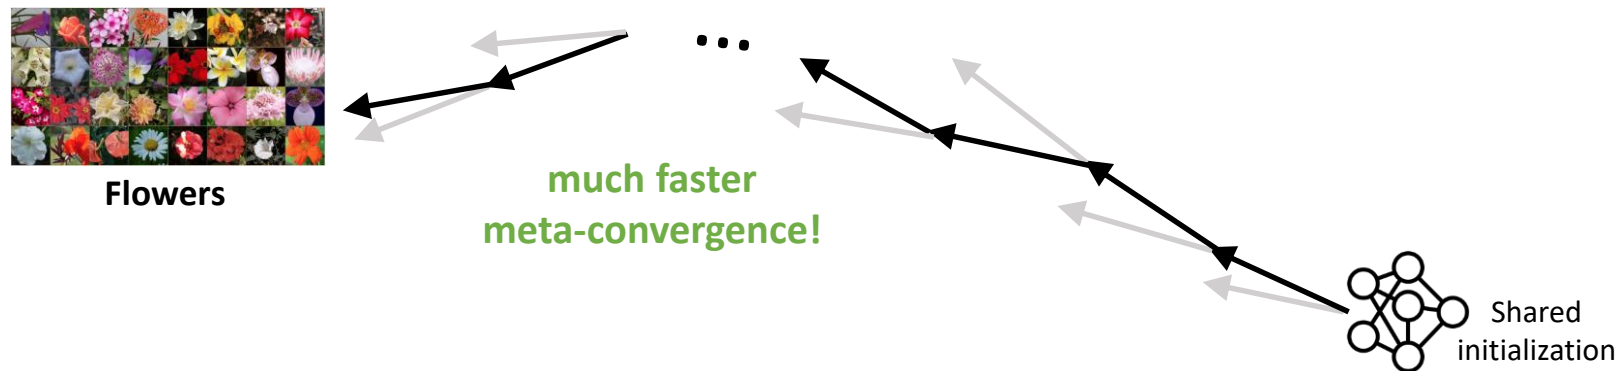 Flowers
much faster
meta-convergence!
Shared
initialization